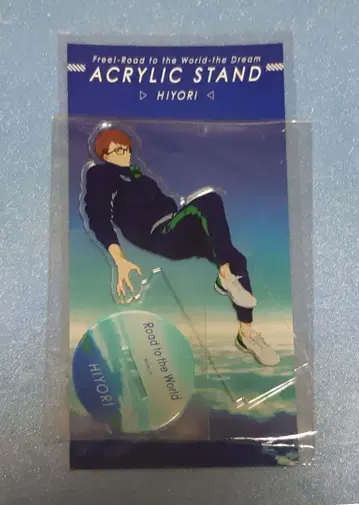 Free!-Road to the World-the Dream
ACRYLIC STAND
▷ HIYORI ◁
Road to the World
HIYORI